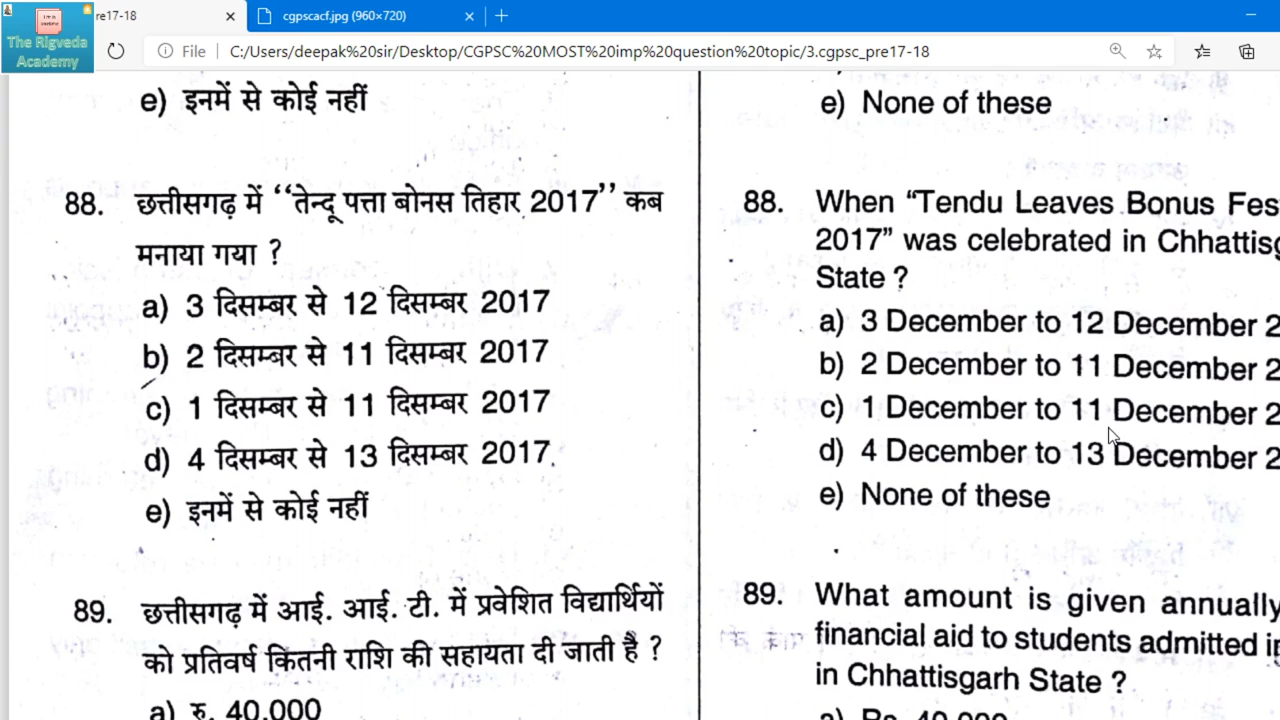 The Rigveda
Academy
re17-18
cgpscacf.jpg (960×720)
File
C:/Users/deepak%20sir/Desktop/CGPSC%20MOST%20imp%20question%20topic/3.cgpsc_pre17-18
e) इनमें से कोई नहीं
88. छत्तीसगढ़ में ‘‘तेन्दू पत्ता बोनस तिहार 2017’’ कब
मनाया गया ?
a) 3 दिसम्बर से 12 दिसम्बर 2017
b) 2 दिसम्बर से 11 दिसम्बर 2017
c) 1 दिसम्बर से 11 दिसम्बर 2017
d) 4 दिसम्बर से 13 दिसम्बर 2017
e) इनमें से कोई नहीं
89. छत्तीसगढ़ में आई. आई. टी. में प्रवेशित विद्यार्थियों
को प्रतिवर्ष कितनी राशि की सहायता दी जाती है ?
a) रु. 40,000
e) None of these
88. When “Tendu Leaves Bonus Fes
2017” was celebrated in Chhattisg
State ?
a) 3 December to 12 December 2
b) 2 December to 11 December 2
c) 1 December to 11 December 2
d) 4 December to 13 December 2
e) None of these
89. What amount is given annually
financial aid to students admitted i
in Chhattisgarh State ?
a) Rs. 40,000